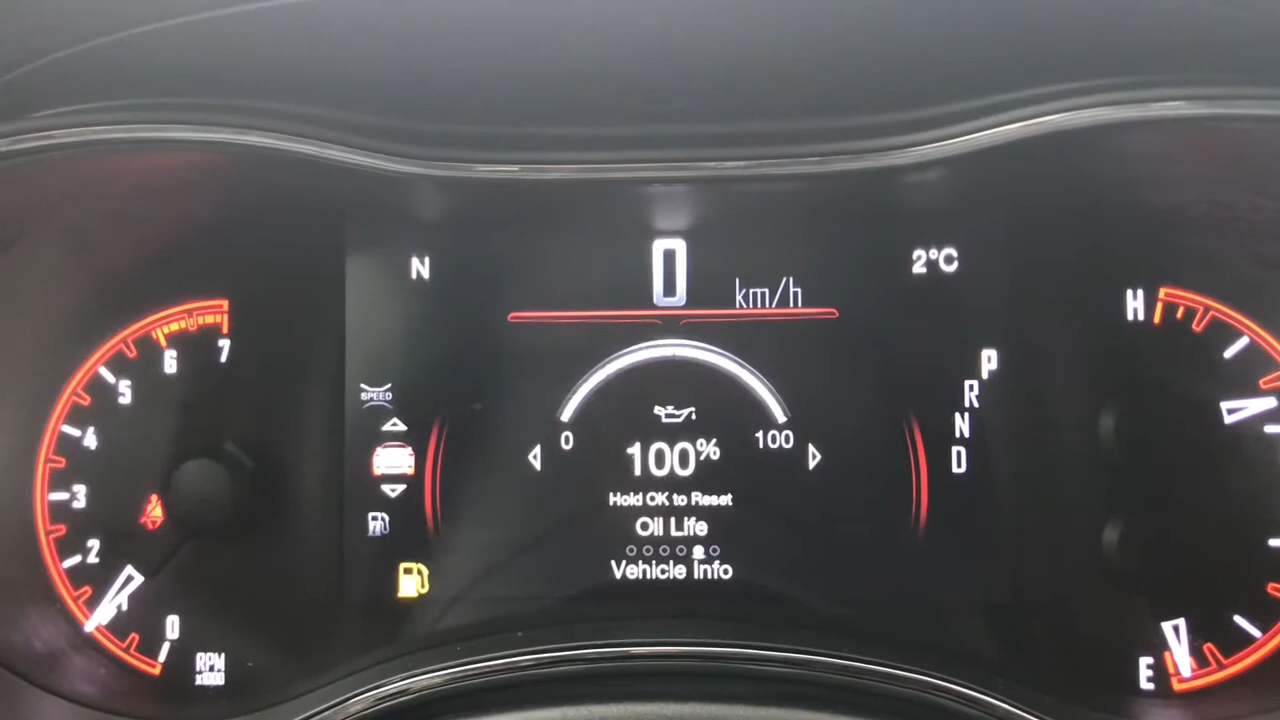 N
0
km/h
2°C
7
6
5
4
3
2
0
RPM
x1000
SPEED
0
100
100%
Hold OK to Reset
Oil Life
Vehicle Info
P
R
N
D
H
E